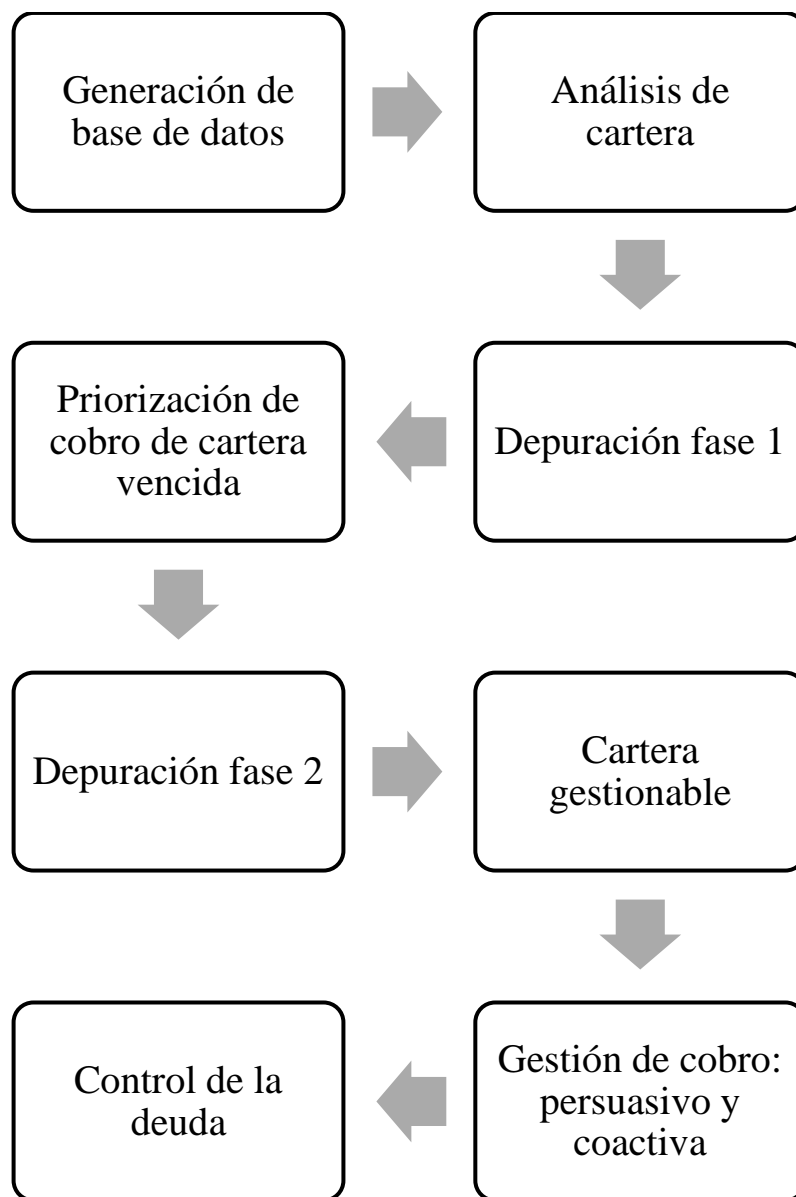 Generación de
base de datos
Análisis de
cartera
Depuración fase 1
Priorización de
cobro de cartera
vencida
Depuración fase 2
Cartera
gestionable
Gestión de cobro:
persuasivo y
coactiva
Control de la
deuda